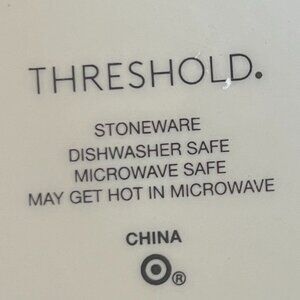 THRESHOLD.
STONEWARE
DISHWASHER SAFE
MICROWAVE SAFE
MAY GET HOT IN MICROWAVE
CHINA
®